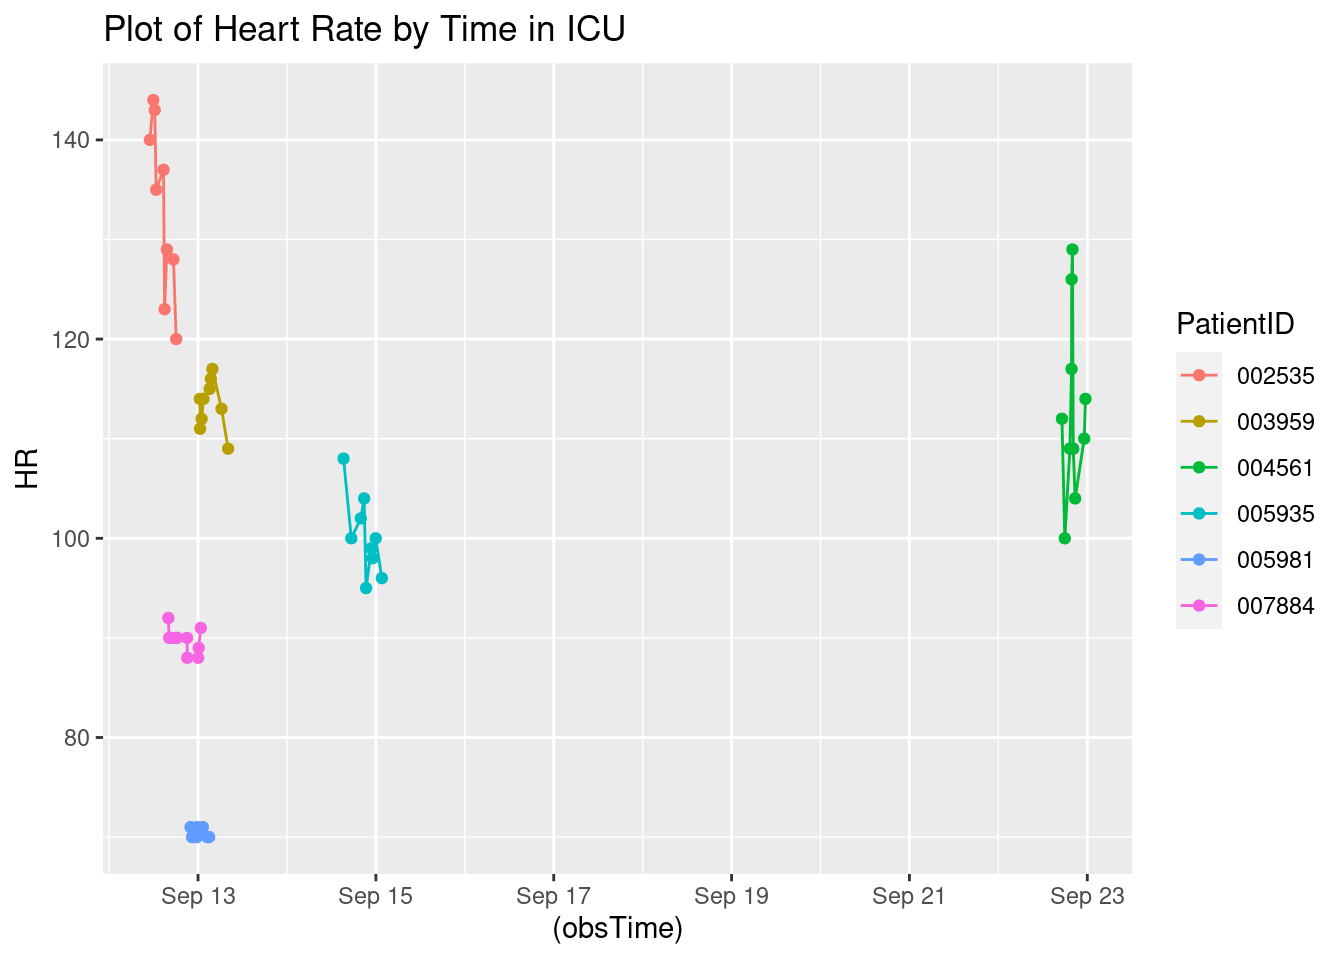 Plot of Heart Rate by Time in ICU
HR
140
120
100
80
Sep 13
Sep 15
Sep 17
Sep 19
Sep 21
Sep 23
(obsTime)
PatientID
002535
003959
004561
005935
005981
007884